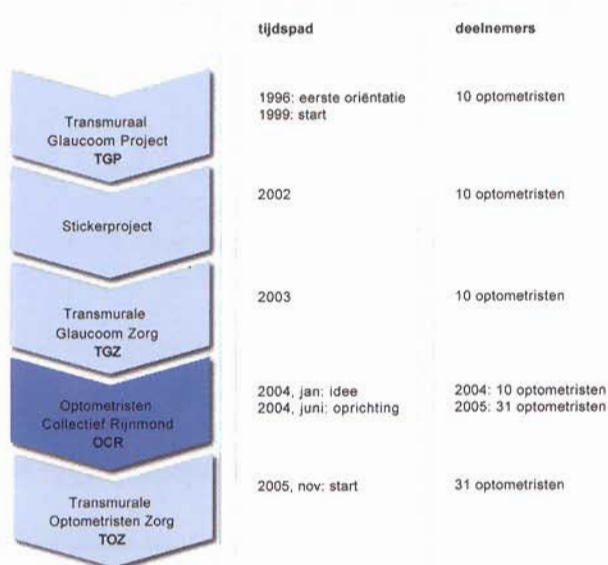 tijdspad deelnemers
Transmuraal
Glaucoom Project
TGP
1996: eerste oriëntatie
1999: start
10 optometristen
Stickerproject
2002
10 optometristen
Transmurale
Glaucoom Zorg
TGZ
2003
10 optometristen
Optometristen
Collectief Rijnmond
OCR
2004, jan: idee
2004, juni: oprichting
2004: 10 optometristen
2005: 31 optometristen
Transmurale
Optometristen Zorg
TOZ
2005, nov: start
31 optometristen